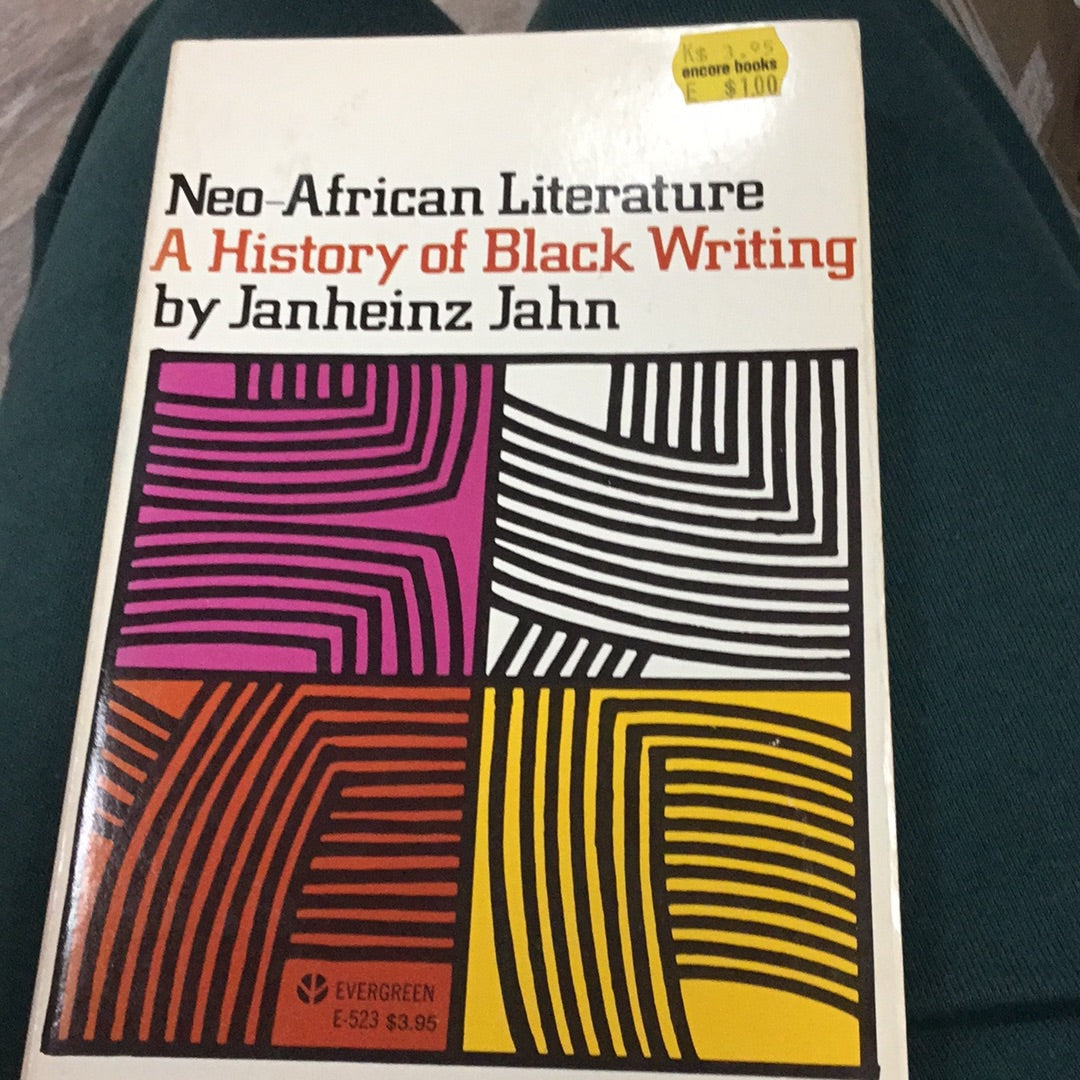 K$ 3.95
encore books
E $1.00
Neo-African Literature
A History of Black Writing
by Janheinz Jahn
EVERGREEN
E-523 $3.95